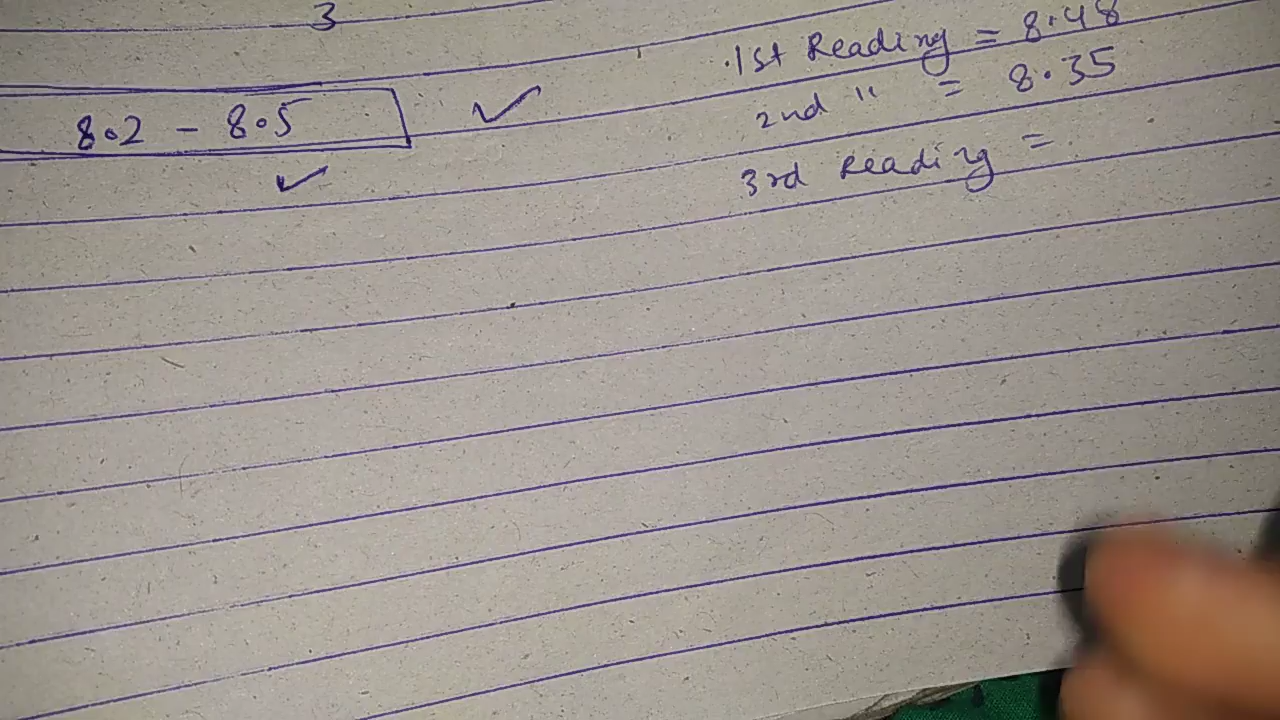 3
8.2 - 8.5
1st Reading = 8.48
2nd " = 8.35
3rd Reading =